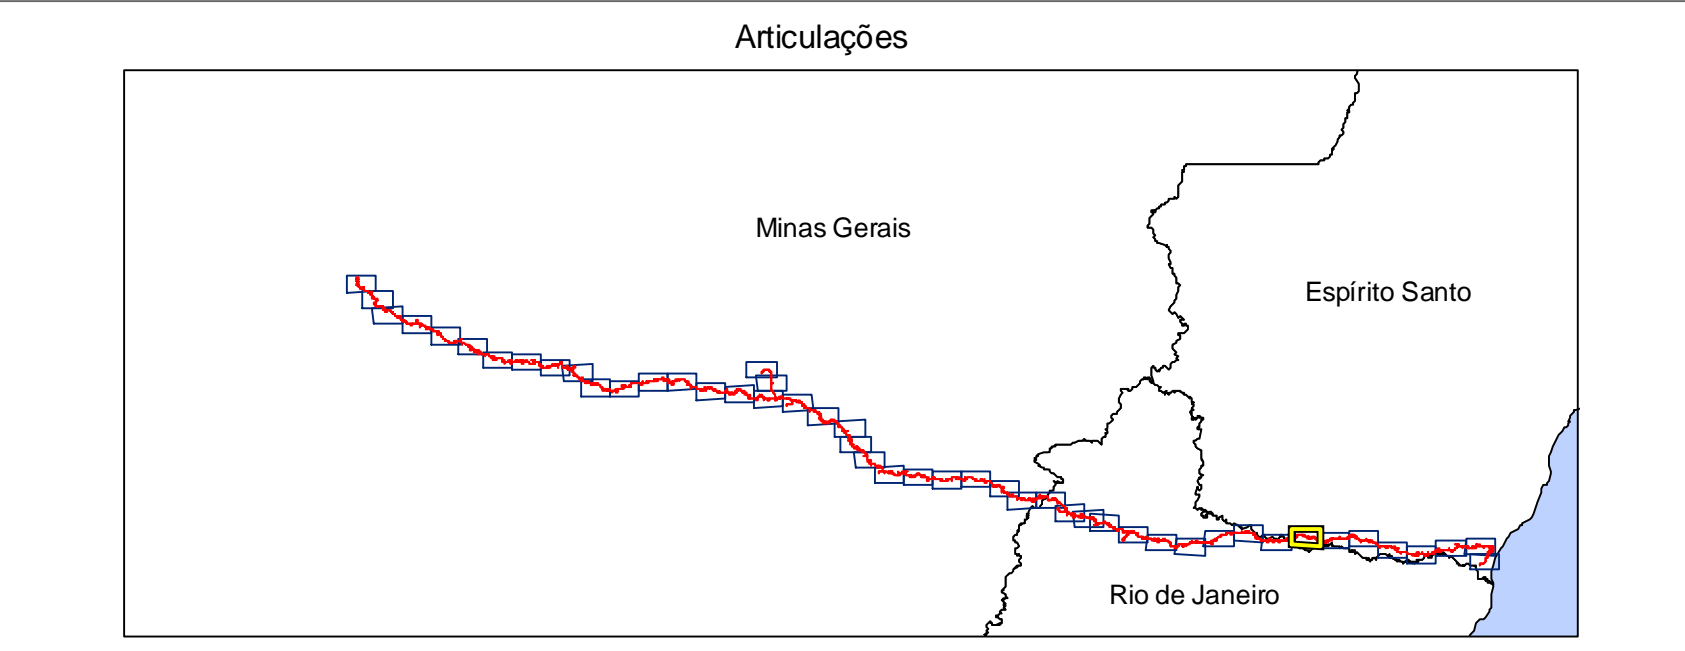 Articulações
Minas Gerais
Espírito Santo
Rio de Janeiro